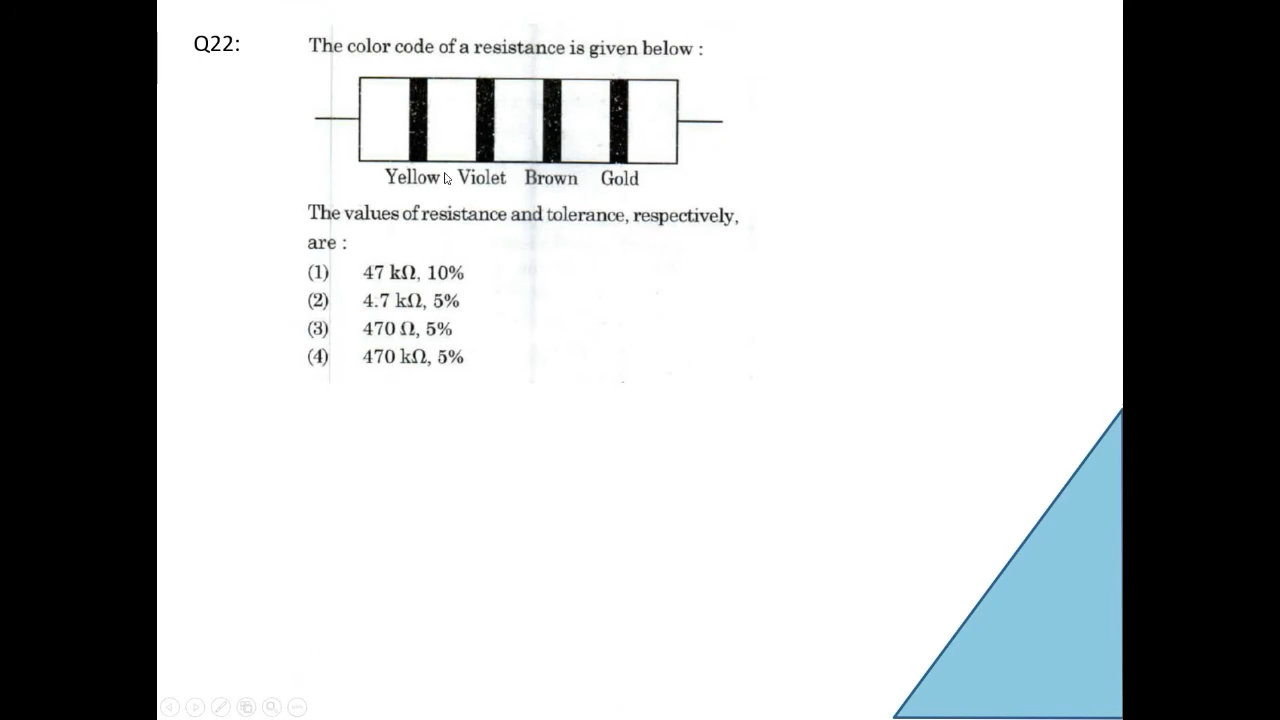 Q22:
The color code of a resistance is given below :
Yellow Violet Brown Gold
The values of resistance and tolerance, respectively,
are :
(1) 47 kΩ, 10%
(2) 4.7 kΩ, 5%
(3) 470 Ω, 5%
(4) 470 kΩ, 5%